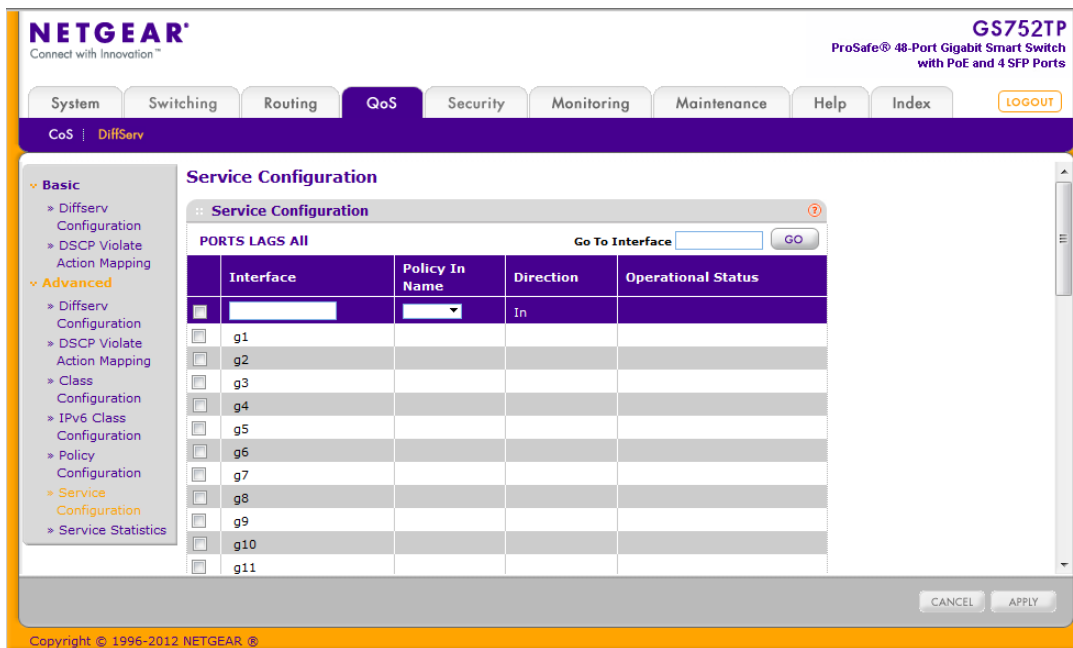 NETGEAR®
Connect with Innovation™
GS752TP
ProSafe® 48-Port Gigabit Smart Switch
with PoE and 4 SFP Ports
System
Switching
Routing
QoS
Security
Monitoring
Maintenance
Help
Index
LOGOUT
CoS
DiffServ
Basic
» Diffserv
Configuration
» DSCP Violate
Action Mapping
Advanced
» Diffserv
Configuration
» DSCP Violate
Action Mapping
» Class
Configuration
» IPv6 Class
Configuration
» Policy
Configuration
» Service
Configuration
» Service Statistics
Service Configuration
Service Configuration
?
PORTS LAGS All
Go To Interface
GO
Interface
Policy In
Name
Direction
Operational Status
In
g1
g2
g3
g4
g5
g6
g7
g8
g9
g10
g11
CANCEL
APPLY
Copyright © 1996-2012 NETGEAR ®